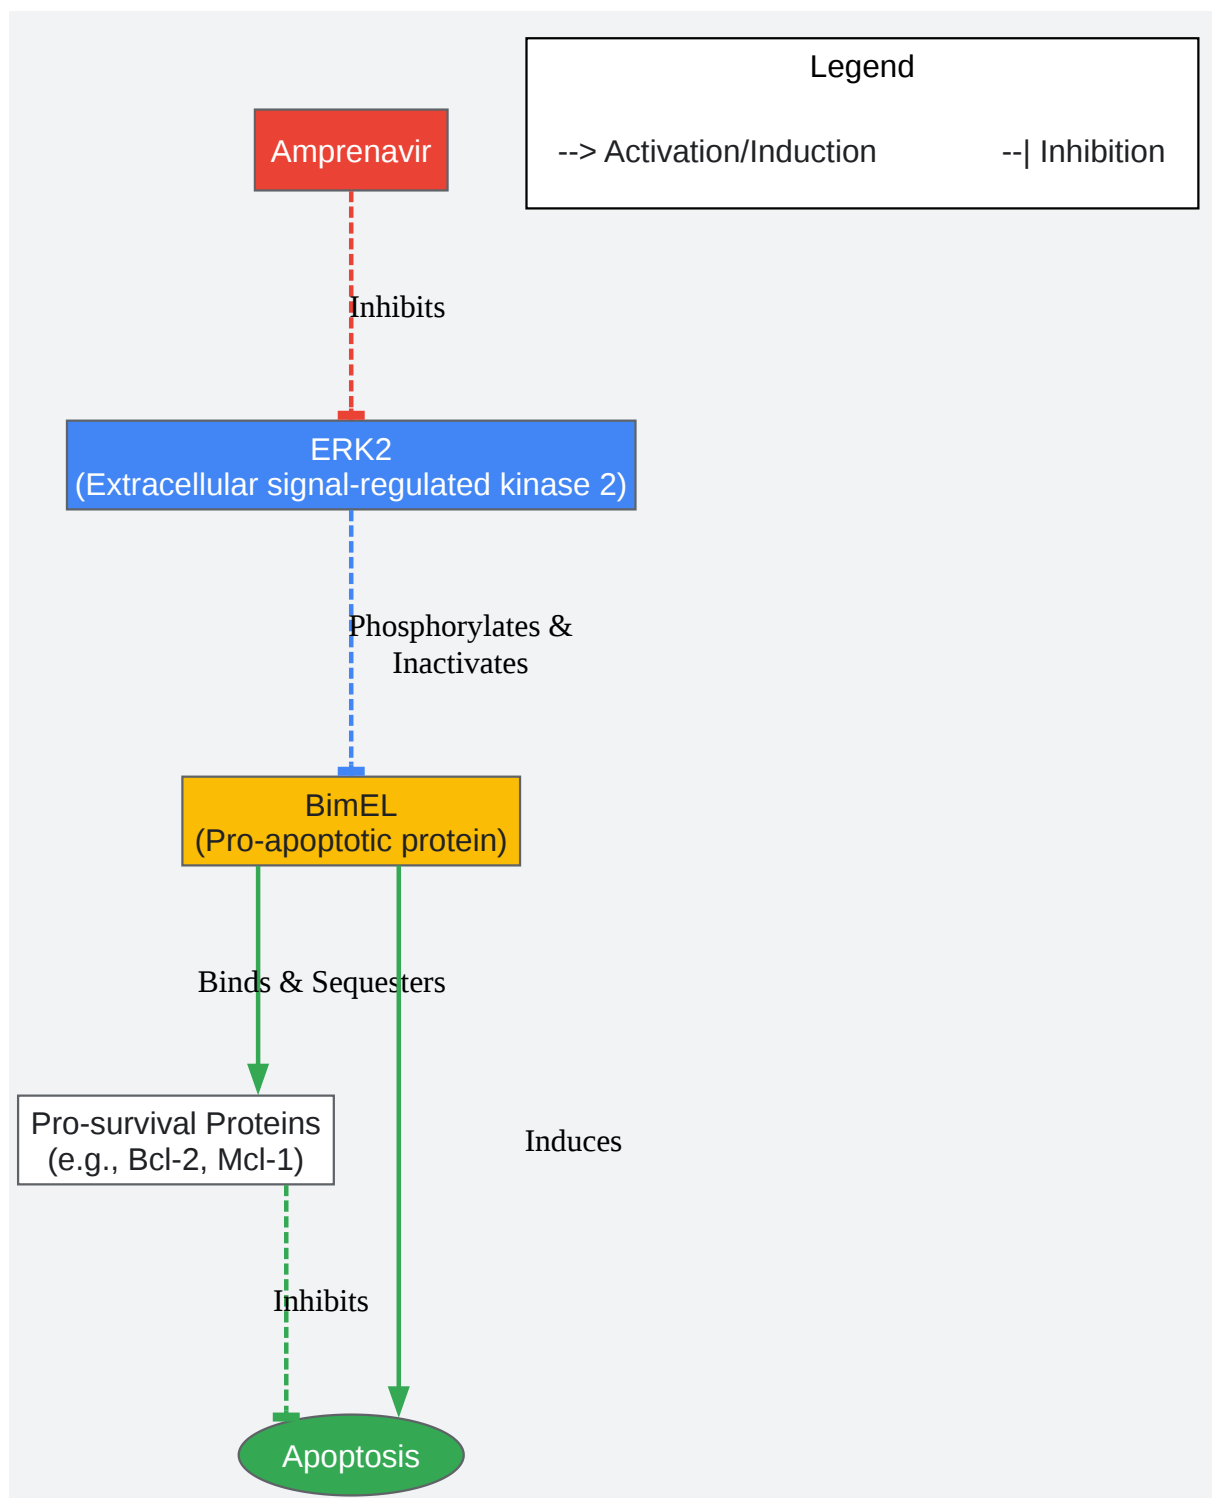 Legend
--> Activation/Induction
--| Inhibition
Amprenavir
Inhibits
ERK2
(Extracellular signal-regulated kinase 2)
Phosphorylates &
Inactivates
BimEL
(Pro-apoptotic protein)
Binds & Sequesters
Pro-survival Proteins
(e.g., Bcl-2, Mcl-1)
Induces
Inhibits
Apoptosis